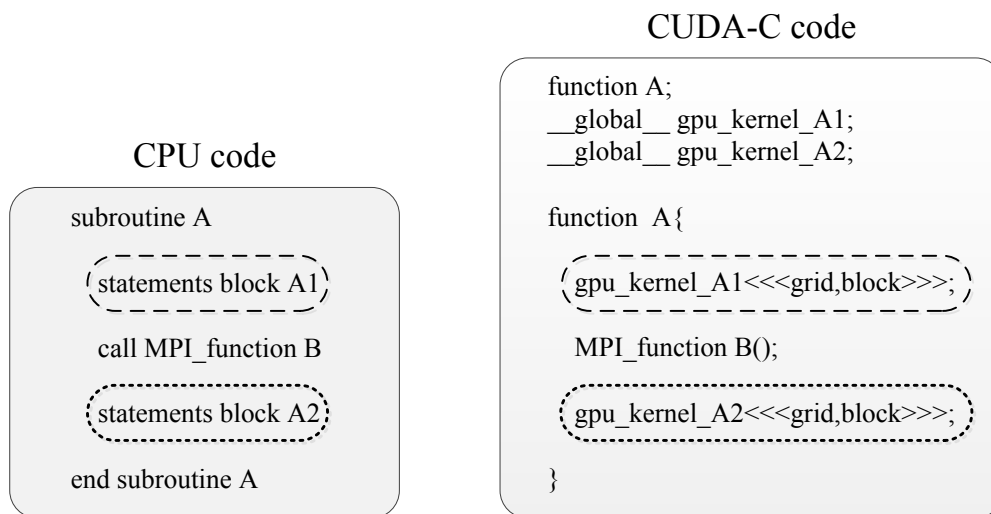 CPU code
subroutine A
statements block A1
call MPI_function B
statements block A2
end subroutine A
CUDA-C code
function A;
__global__ gpu_kernel_A1;
__global__ gpu_kernel_A2;
function A{
gpu_kernel_A1<<<grid,block>>>;
MPI_function B();
gpu_kernel_A2<<<grid,block>>>;
}